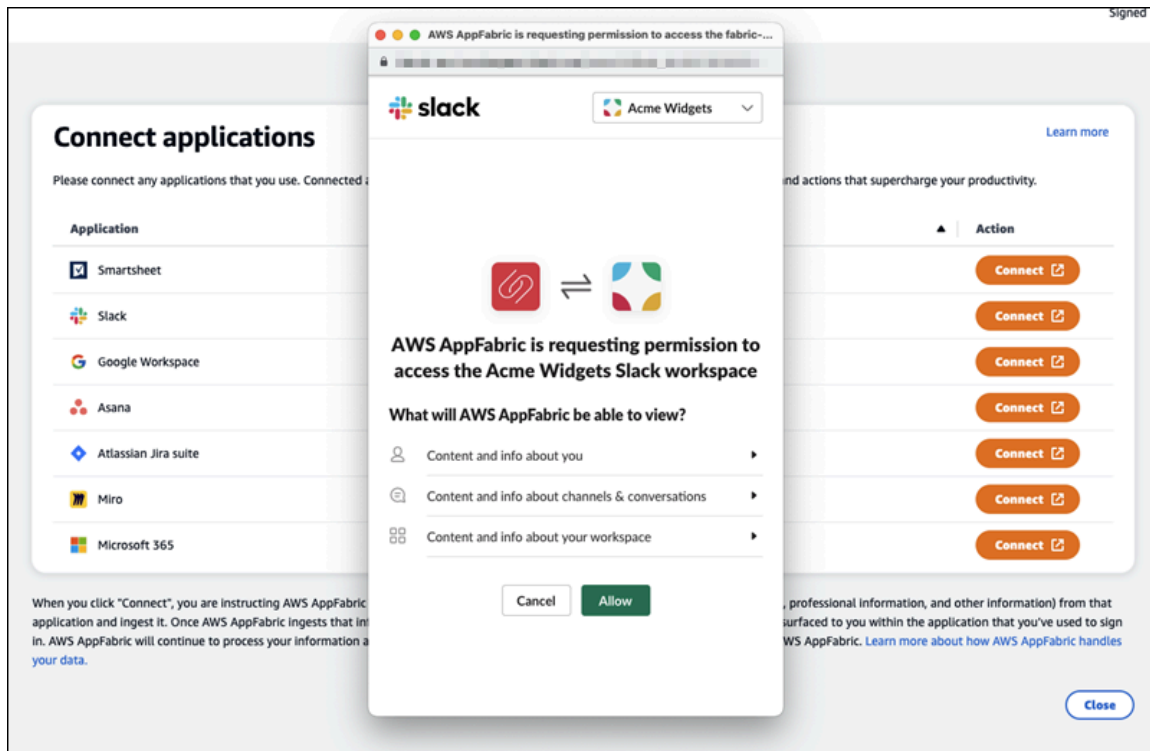 Signed
AWS AppFabric is requesting permission to access the fabric-...
slack
Acme Widgets
Connect applications
Learn more
Please connect any applications that you use. Connected
nd actions that supercharge your productivity.
Application
Action
Smartsheet
Connect
Slack
Connect
Google Workspace
Connect
Asana
Connect
Atlassian Jira suite
Connect
Miro
Connect
Microsoft 365
Connect
AWS AppFabric is requesting permission to
access the Acme Widgets Slack workspace
What will AWS AppFabric be able to view?
Content and info about you
Content and info about channels & conversations
Content and info about your workspace
Cancel
Allow
When you click "Connect", you are instructing AWS AppFabric
, professional information, and other information) from that
application and ingest it. Once AWS AppFabric ingests that in
surfaced to you within the application that you've used to sign
in. AWS AppFabric will continue to process your information a
WS AppFabric. Learn more about how AWS AppFabric handles
your data.
Close